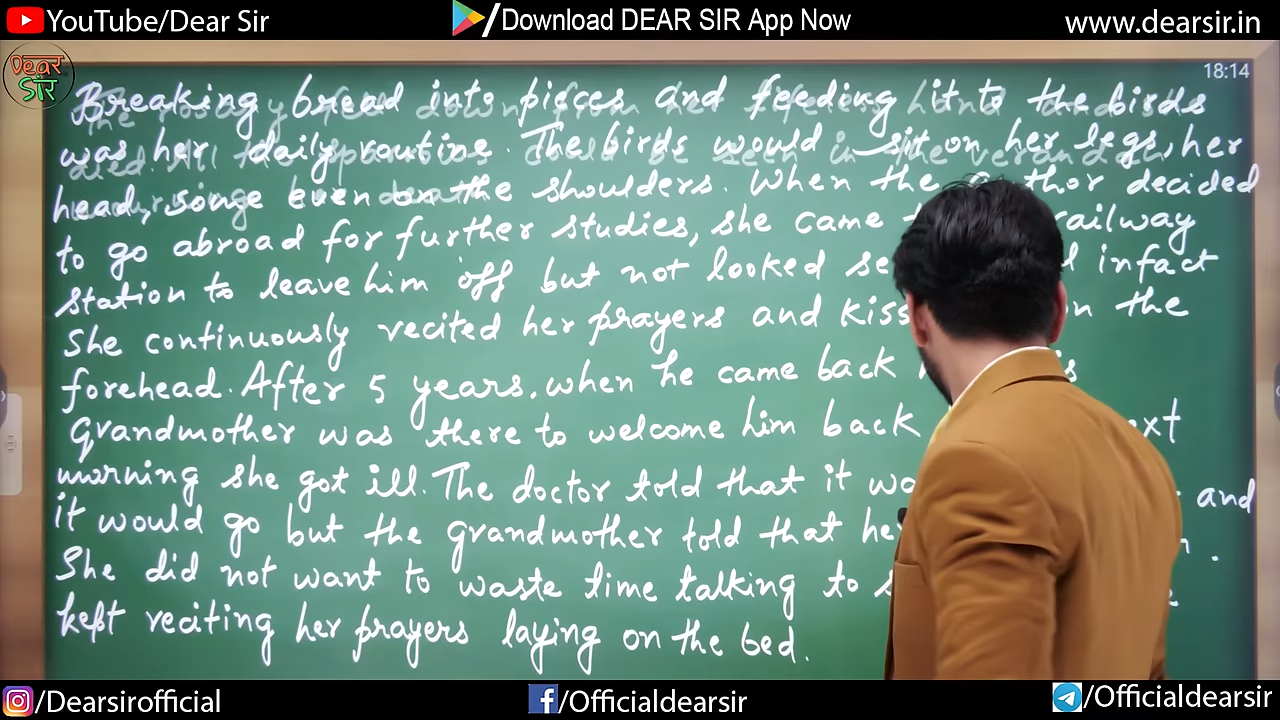 YouTube/Dear Sir
/Download DEAR SIR App Now
www.dearsir.in
Dear
Sir
18:14
Breaking bread into pieces and feeding it to the birds
was her daily routine. The birds would sit on her legs, her
head, some even on the shoulders. When the decided
to go abroad for further studies, she came railway
station to leave him off but not looked infact
She continuously recited her prayers and on the
forehead. After 5 years. when he came back
Grandmother was there to welcome him back
morning she got ill. The doctor told that it and
it would go but the grandmother told that
She did not want to waste time talking to
kept reciting her prayers laying on the bed.
/Dearsirofficial
/Officialdearsir
/Officialdearsir